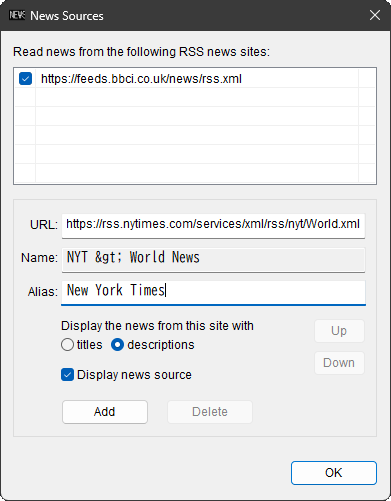 NEWS News Sources
Read news from the following RSS news sites:
https://feeds.bbci.co.uk/news/rss.xml
URL: https://rss.nytimes.com/services/xml/rss/nyt/World.xml
Name: NYT &gt; World News
Alias: New York Times
Display the news from this site with
titles descriptions
Up
Display news source
Down
Add Delete
OK